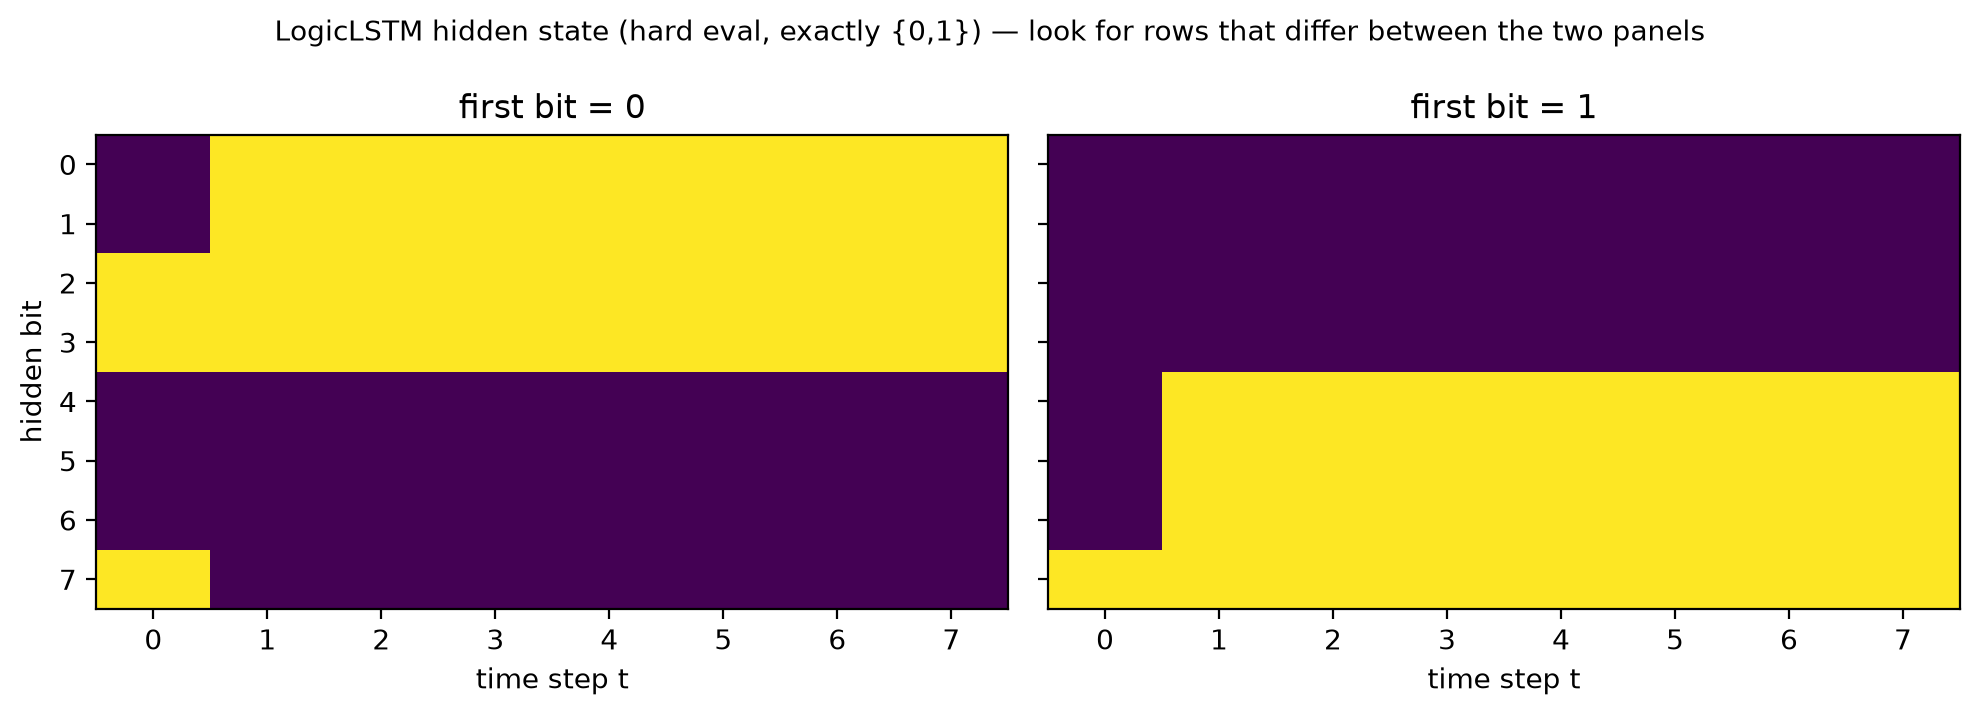 LogicLSTM hidden state (hard eval, exactly {0,1}) — look for rows that differ between the two panels
first bit = 0
first bit = 1
hidden bit
0
1
2
3
4
5
6
7
0 1 2 3 4 5 6 7
0 1 2 3 4 5 6 7
time step t
time step t